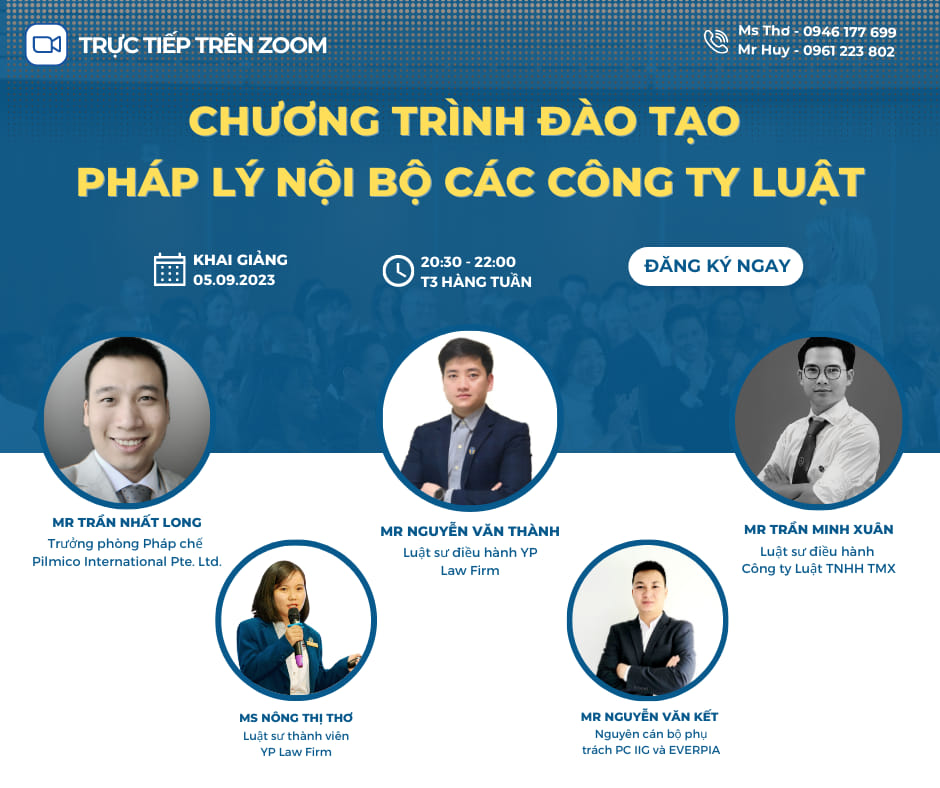 TRỰC TIẾP TRÊN ZOOM
Ms Thơ - 0946 177 699
Mr Huy - 0961 223 802
CHƯƠNG TRÌNH ĐÀO TẠO
PHÁP LÝ NỘI BỘ CÁC CÔNG TY LUẬT
KHAI GIẢNG
05.09.2023
20:30 - 22:00
T3 HÀNG TUẦN
ĐĂNG KÝ NGAY
MR TRẦN NHẤT LONG
Trưởng phòng Pháp chế
Pilmico International Pte. Ltd.
MR NGUYỄN VĂN THÀNH
Luật sư điều hành YP
Law Firm
MR TRẦN MINH XUÂN
Luật sư điều hành
Công ty Luật TNHH TMX
MS NÔNG THỊ THƠ
Luật sư thành viên
YP Law Firm
MR NGUYỄN VĂN KẾT
Nguyên cán bộ phụ
trách PC IIG và EVERPIA